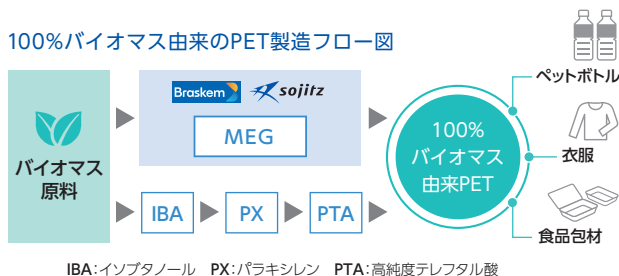 100%バイオマス由来のPET製造フロー図
バイオマス
原料
Braskem sojitz
MEG
IBA PX PTA
100%
バイオマス
由来PET
ペットボトル
衣服
食品包材
IBA：イソブタノール PX：パラキシレン PTA：高純度テレフタル酸